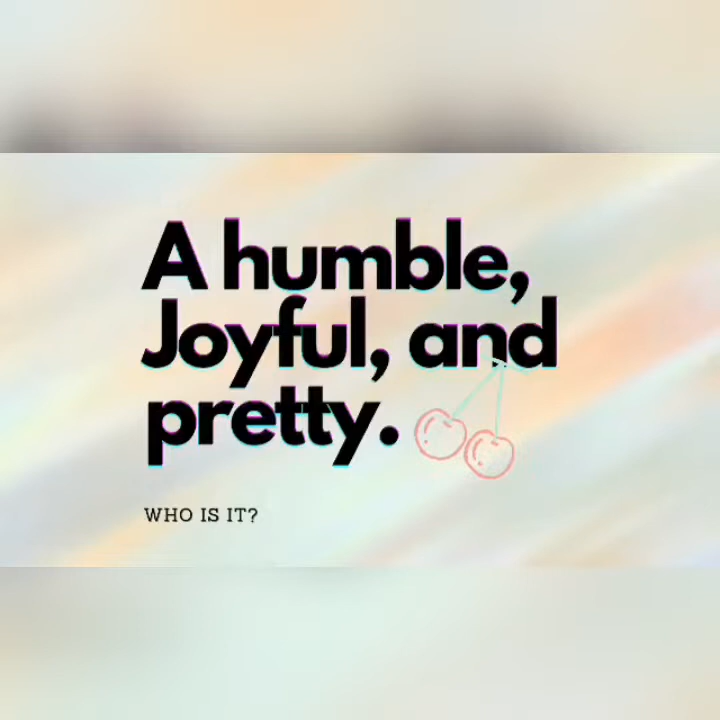 A humble,
Joyful, and
pretty.
WHO IS IT?